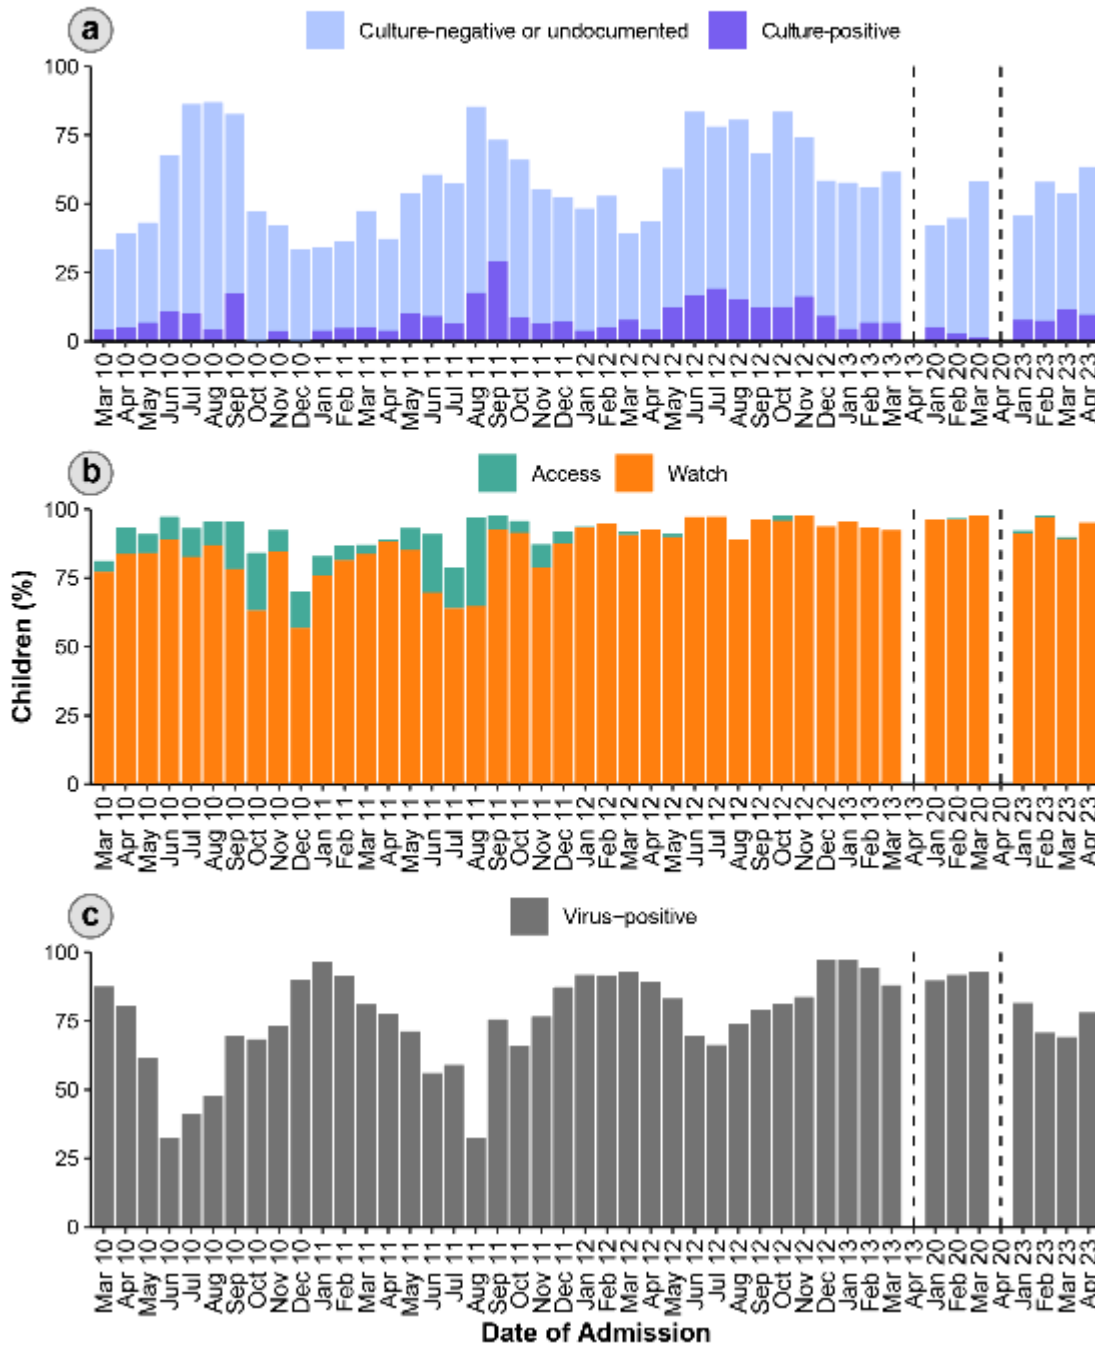 a
Culture-negative or undocumented Culture-positive
100
75
50
25
0
Mar 10 Apr 10 May 10 Jun 10 Jul 10 Aug 10 Sep 10 Oct 10 Nov 10 Dec 10 Jan 11 Feb 11 Mar 11 Apr 11 May 11 Jun 11 Jul 11 Aug 11 Sep 11 Oct 11 Nov 11 Dec 11 Jan 12 Feb 12 Mar 12 Apr 12 May 12 Jun 12 Jul 12 Aug 12 Sep 12 Oct 12 Nov 12 Dec 12 Jan 13 Feb 13 Mar 13 Apr 13 Jan 20 Feb 20 Mar 20 Apr 20 Jan 23 Feb 23 Mar 23 Apr 23
b
Access Watch
Children (%)
100
75
50
25
0
Mar 10 Apr 10 May 10 Jun 10 Jul 10 Aug 10 Sep 10 Oct 10 Nov 10 Dec 10 Jan 11 Feb 11 Mar 11 Apr 11 May 11 Jun 11 Jul 11 Aug 11 Sep 11 Oct 11 Nov 11 Dec 11 Jan 12 Feb 12 Mar 12 Apr 12 May 12 Jun 12 Jul 12 Aug 12 Sep 12 Oct 12 Nov 12 Dec 12 Jan 13 Feb 13 Mar 13 Apr 13 Jan 20 Feb 20 Mar 20 Apr 20 Jan 23 Feb 23 Mar 23 Apr 23
c
Virus−positive
100
75
50
25
0
Mar 10 Apr 10 May 10 Jun 10 Jul 10 Aug 10 Sep 10 Oct 10 Nov 10 Dec 10 Jan 11 Feb 11 Mar 11 Apr 11 May 11 Jun 11 Jul 11 Aug 11 Sep 11 Oct 11 Nov 11 Dec 11 Jan 12 Feb 12 Mar 12 Apr 12 May 12 Jun 12 Jul 12 Aug 12 Sep 12 Oct 12 Nov 12 Dec 12 Jan 13 Feb 13 Mar 13 Apr 13 Jan 20 Feb 20 Mar 20 Apr 20 Jan 23 Feb 23 Mar 23 Apr 23
Date of Admission